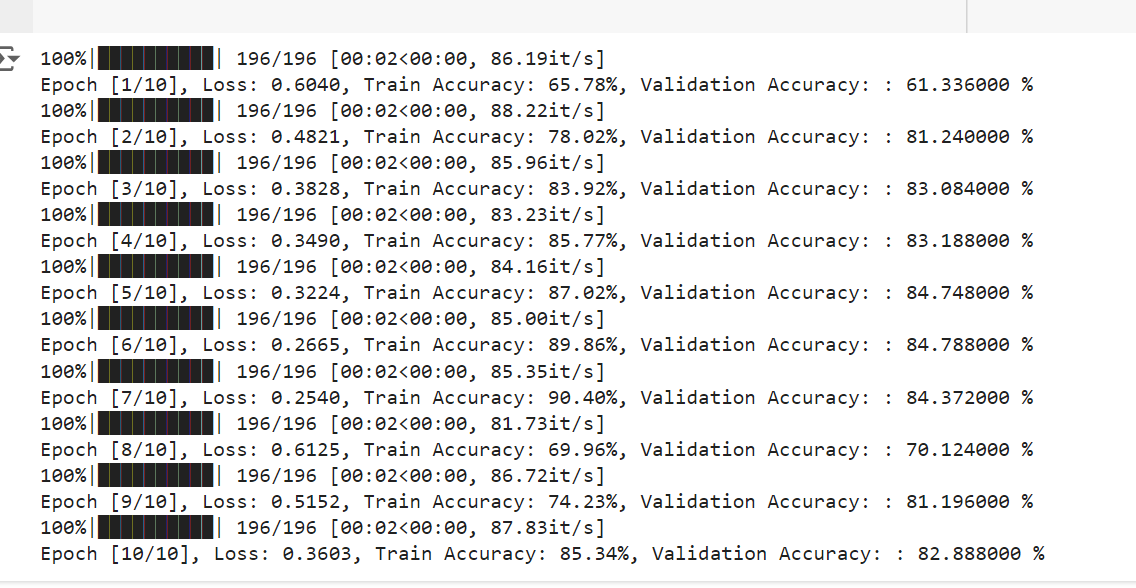 100%|██████████| 196/196 [00:02<00:00, 86.19it/s]
Epoch [1/10], Loss: 0.6040, Train Accuracy: 65.78%, Validation Accuracy: : 61.336000 %
100%|██████████| 196/196 [00:02<00:00, 88.22it/s]
Epoch [2/10], Loss: 0.4821, Train Accuracy: 78.02%, Validation Accuracy: : 81.240000 %
100%|██████████| 196/196 [00:02<00:00, 85.96it/s]
Epoch [3/10], Loss: 0.3828, Train Accuracy: 83.92%, Validation Accuracy: : 83.084000 %
100%|██████████| 196/196 [00:02<00:00, 83.23it/s]
Epoch [4/10], Loss: 0.3490, Train Accuracy: 85.77%, Validation Accuracy: : 83.188000 %
100%|██████████| 196/196 [00:02<00:00, 84.16it/s]
Epoch [5/10], Loss: 0.3224, Train Accuracy: 87.02%, Validation Accuracy: : 84.748000 %
100%|██████████| 196/196 [00:02<00:00, 85.00it/s]
Epoch [6/10], Loss: 0.2665, Train Accuracy: 89.86%, Validation Accuracy: : 84.788000 %
100%|██████████| 196/196 [00:02<00:00, 85.35it/s]
Epoch [7/10], Loss: 0.2540, Train Accuracy: 90.40%, Validation Accuracy: : 84.372000 %
100%|██████████| 196/196 [00:02<00:00, 81.73it/s]
Epoch [8/10], Loss: 0.6125, Train Accuracy: 69.96%, Validation Accuracy: : 70.124000 %
100%|██████████| 196/196 [00:02<00:00, 86.72it/s]
Epoch [9/10], Loss: 0.5152, Train Accuracy: 74.23%, Validation Accuracy: : 81.196000 %
100%|██████████| 196/196 [00:02<00:00, 87.83it/s]
Epoch [10/10], Loss: 0.3603, Train Accuracy: 85.34%, Validation Accuracy: : 82.888000 %